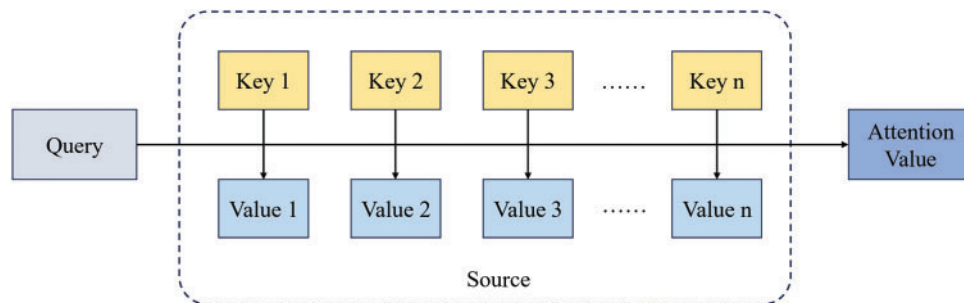 Key 1 Key 2 Key 3 ...... Key n
Query
Attention
Value
Value 1 Value 2 Value 3 ...... Value n
Source